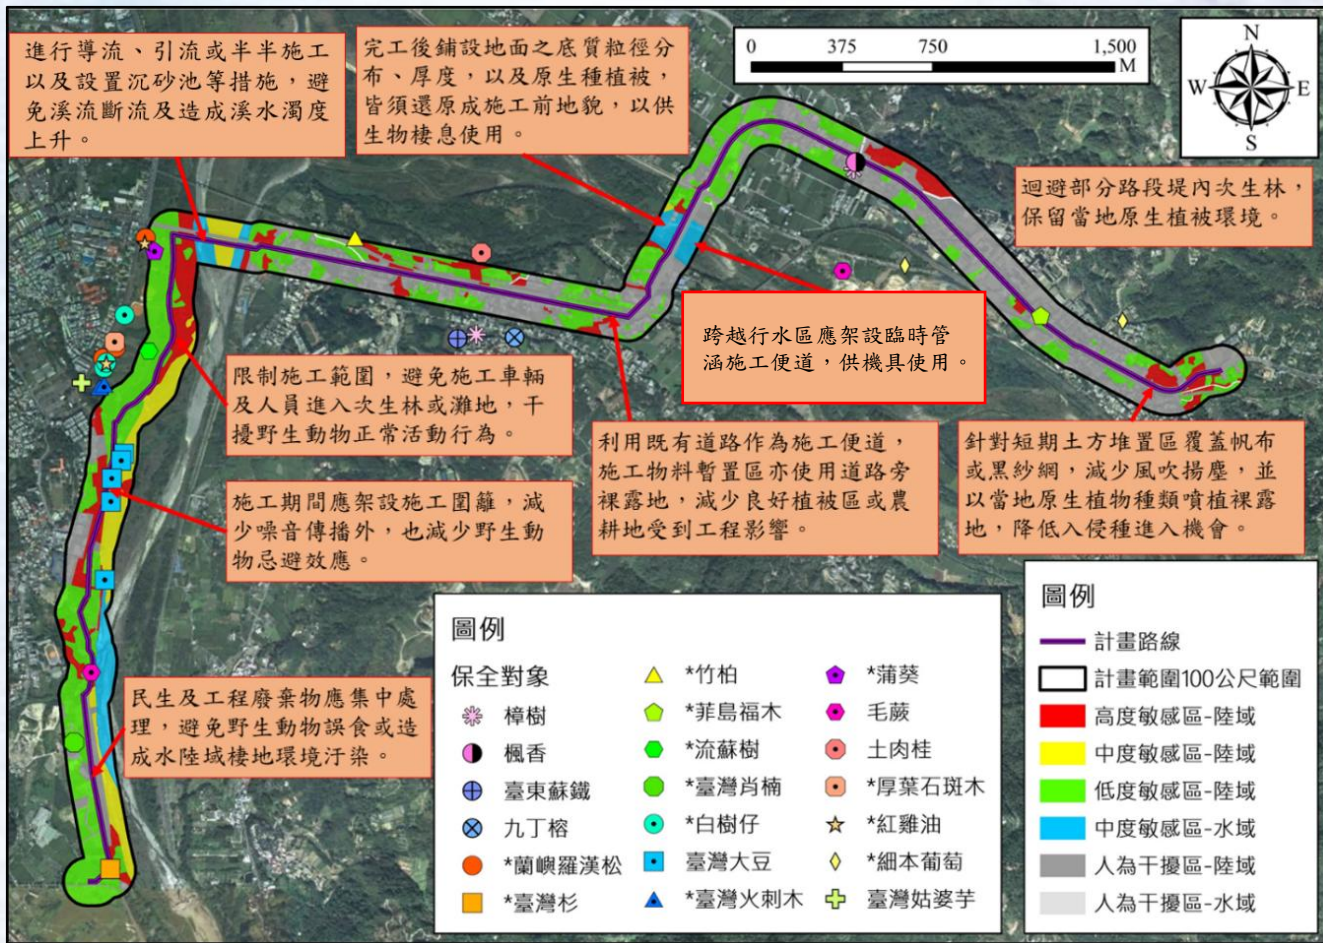 進行導流、引流或半半施工
以及設置沉砂池等措施，避
免溪流斷流及造成溪水濁度
上升。
完工後鋪設地面之底質粒徑分
布、厚度，以及原生種植被，
皆須還原成施工前地貌，以供
生物棲息使用。
0 375 750 1,500
M
N
W E
S
迴避部分路段堤內次生林，
保留當地原生植被環境。
跨越行水區應架設臨時管
涵施工便道，供機具使用。
限制施工範圍，避免施工車輛
及人員進入次生林或灘地，干
擾野生動物正常活動行為。
利用既有道路作為施工便道，
施工物料暫置區亦使用道路旁
裸露地，減少良好植被區或農
耕地受到工程影響。
針對短期土方堆置區覆蓋帆布
或黑紗網，減少風吹揚塵，並
以當地原生植物種類噴植裸露
地，降低入侵種進入機會。
施工期間應架設施工圍籬，減
少噪音傳播外，也減少野生動
物忌避效應。
民生及工程廢棄物應集中處
理，避免野生動物誤食或造
成水陸域棲地環境汙染。
圖例
保全對象
樟樹
楓香
臺東蘇鐵
九丁榕
*蘭嶼羅漢松
*臺灣杉
*竹柏
*菲島福木
*流蘇樹
*臺灣肖楠
*白樹仔
臺灣大豆
*臺灣火刺木
*蒲葵
毛蕨
土肉桂
*厚葉石斑木
*紅雞油
*細本葡萄
臺灣姑婆芋
圖例
計畫路線
計畫範圍100公尺範圍
高度敏感區-陸域
中度敏感區-陸域
低度敏感區-陸域
中度敏感區-水域
人為干擾區-陸域
人為干擾區-水域